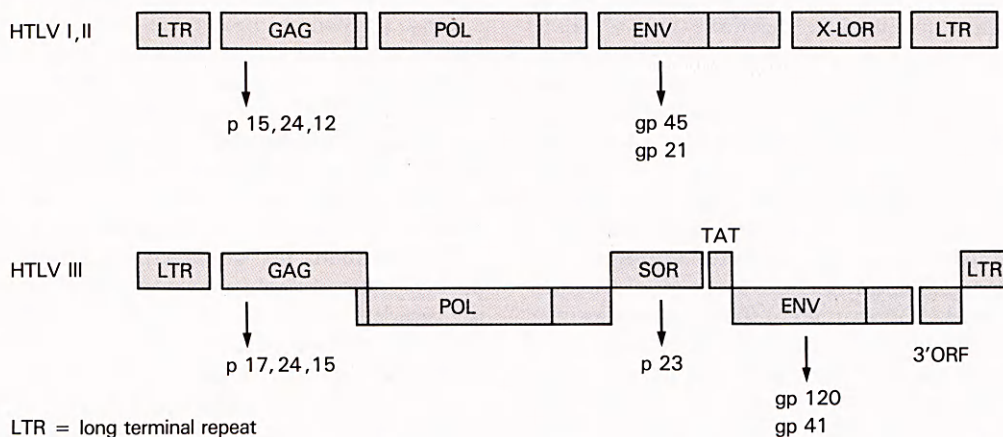 HTLV I,II LTR GAG POL ENV X-LOR LTR
p 15,24,12 gp 45
gp 21
TAT
HTLV III LTR GAG SOR LTR
POL ENV
p 17,24,15 p 23 3'ORF
gp 120
LTR = long terminal repeat gp 41